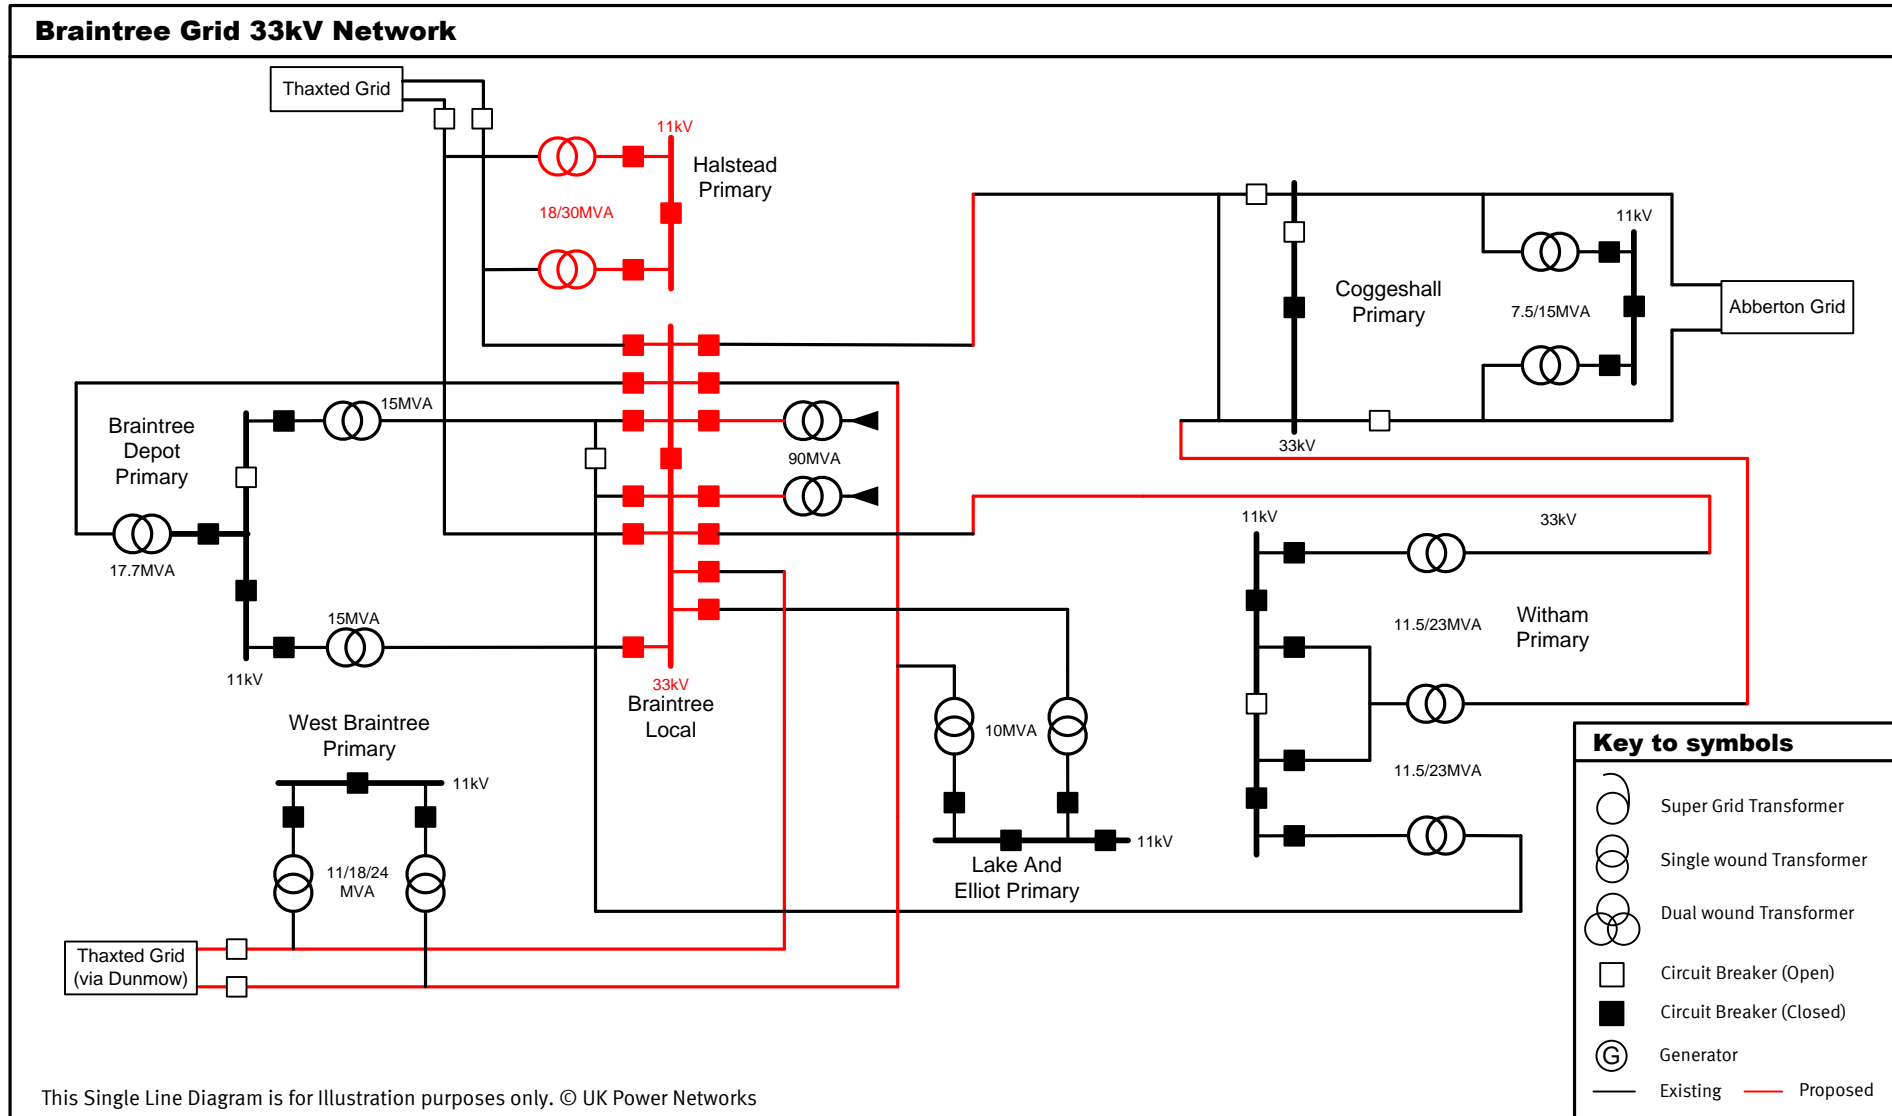 Braintree Grid 33kV Network
Thaxted Grid
11kV
Halstead
Primary
18/30MVA
11kV
Coggeshall
Primary
7.5/15MVA
Abberton Grid
33kV
15MVA
Braintree
Depot
Primary
17.7MVA
15MVA
11kV
90MVA
33kV
Braintree
Local
11kV
33kV
11.5/23MVA
Witham
Primary
11.5/23MVA
West Braintree
Primary
11kV
11/18/24
MVA
10MVA
11kV
Lake And
Elliot Primary
Thaxted Grid
(via Dunmow)
Key to symbols
Super Grid Transformer
Single wound Transformer
Dual wound Transformer
Circuit Breaker (Open)
Circuit Breaker (Closed)
G Generator
Existing Proposed
This Single Line Diagram is for Illustration purposes only. © UK Power Networks